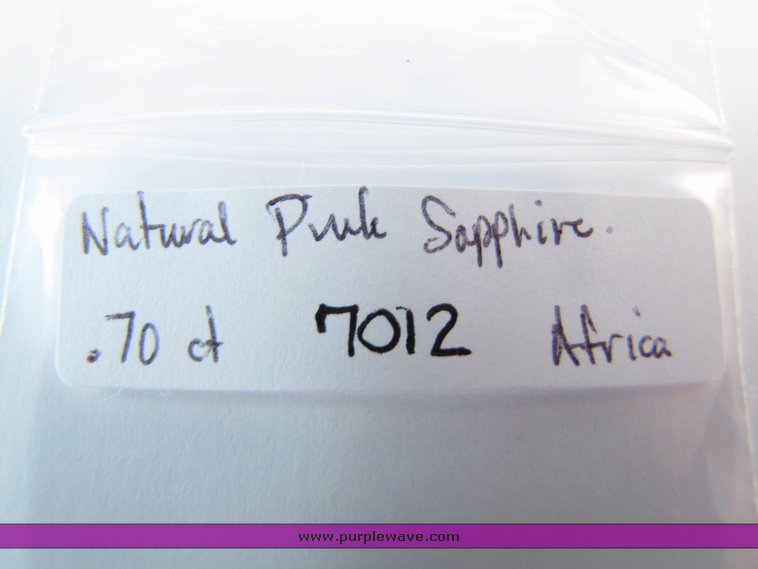 Natural Pink Sapphire.
.70 ct 7012 Africa
www.purplewave.com